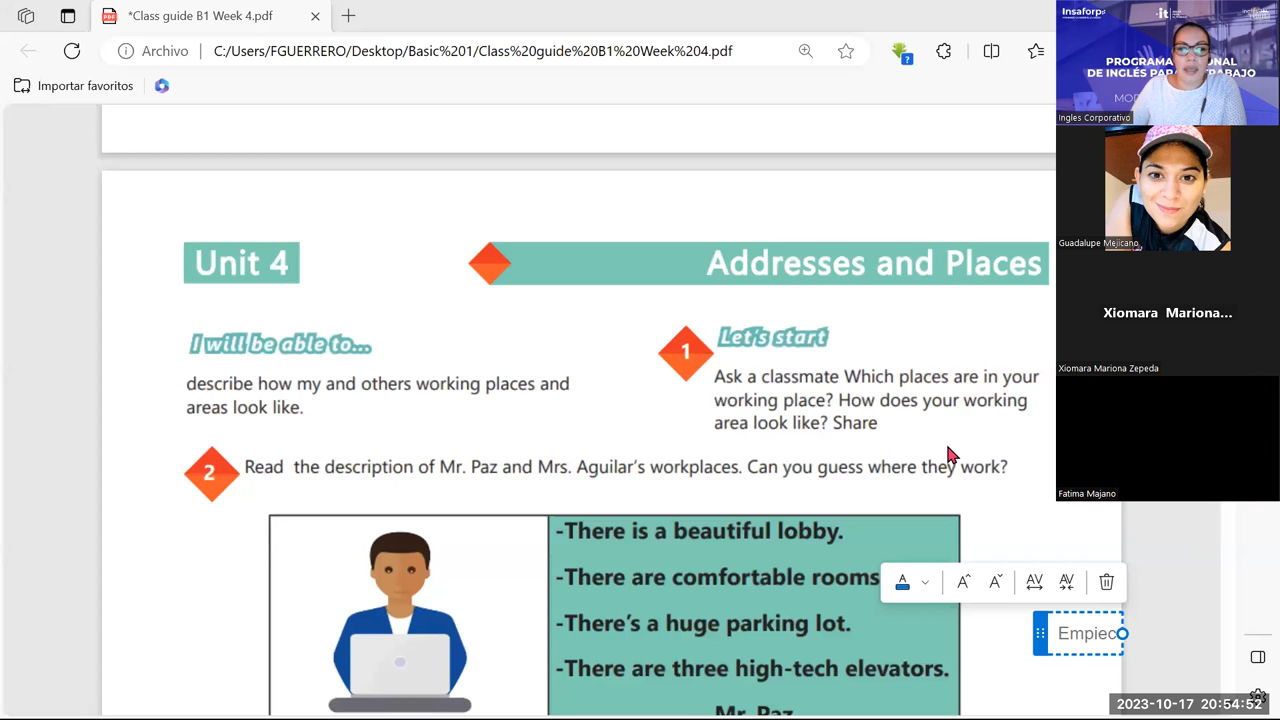 *Class guide B1 Week 4.pdf
Archivo
C:/Users/FGUERRERO/Desktop/Basic%201/Class%20guide%20B1%20Week%204.pdf
Importar favoritos
Unit 4
Addresses and Places
I will be able to...
describe how my and others working places and
areas look like.
1
Let's start
Ask a classmate Which places are in your
working place? How does your working
area look like? Share
2
Read the description of Mr. Paz and Mrs. Aguilar's workplaces. Can you guess where they work?
-There is a beautiful lobby.
-There are comfortable rooms
-There's a huge parking lot.
-There are three high-tech elevators.
Mr. Paz
Empiec
Insaforp
PROGRAMA
DE INGLÉS
Ingles Corporativo
Guadalupe Mejicano
Xiomara Mariona...
Xiomara Mariona Zepeda
Fatima Majano
2023-10-17 20:54:52